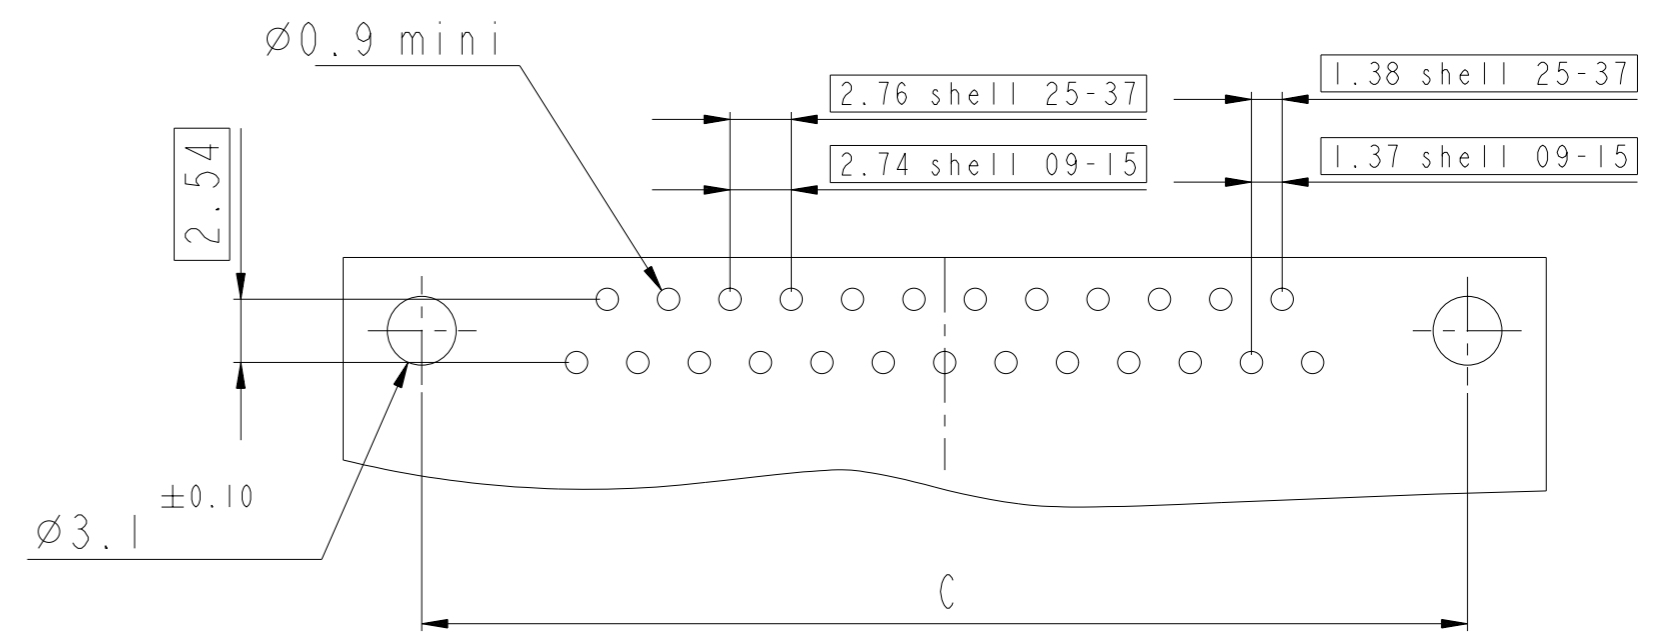 Ø0.9 mini
2.76 shell 25-37
1.38 shell 25-37
2.74 shell 09-15
1.37 shell 09-15
2.54
±0.10
Ø3.1
C